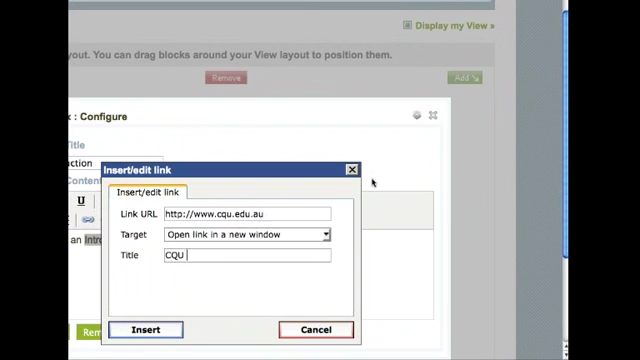 Display my View »
yout. You can drag blocks around your View layout to position them.
Remove
Add
: Configure
Title
ction
Content
Insert/edit link
Insert/edit link
Link URL http://www.cqu.edu.au
Target Open link in a new window
Title CQU
U
an Intro
Rem
Insert
Cancel